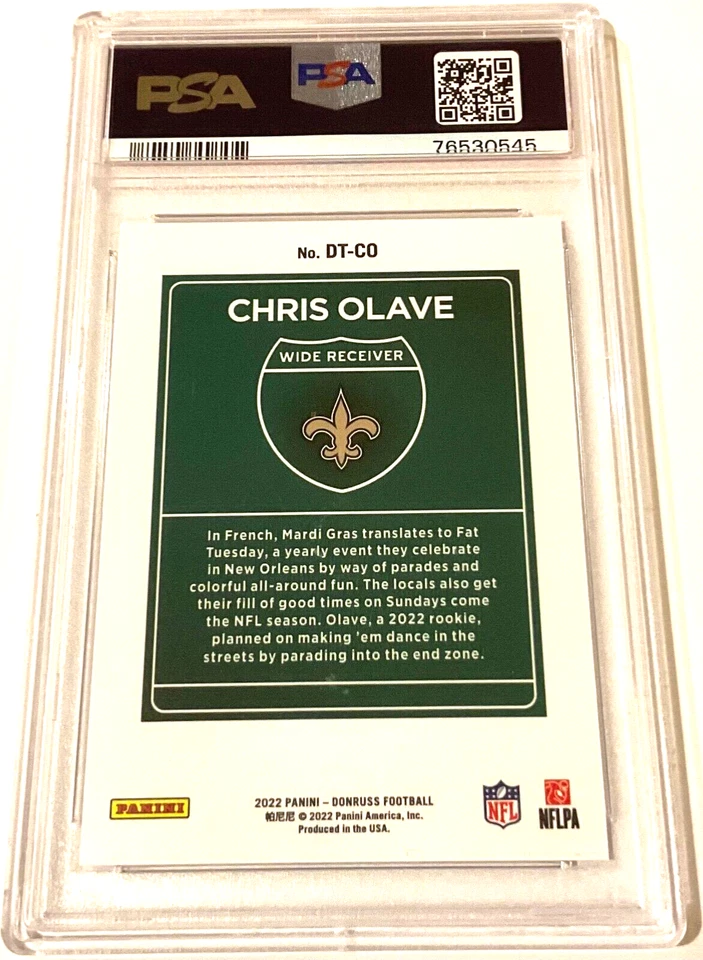 PSA
PSA
76530545
No. DT-CO
CHRIS OLAVE
WIDE RECEIVER
In French, Mardi Gras translates to Fat
Tuesday, a yearly event they celebrate
in New Orleans by way of parades and
colorful all-around fun. The locals also get
their fill of good times on Sundays come
the NFL season. Olave, a 2022 rookie,
planned on making 'em dance in the
streets by parading into the end zone.
PANINI
2022 PANINI – DONRUSS FOOTBALL
帕尼尼 © 2022 Panini America, Inc.
Produced in the USA.
NFL
NFLPA